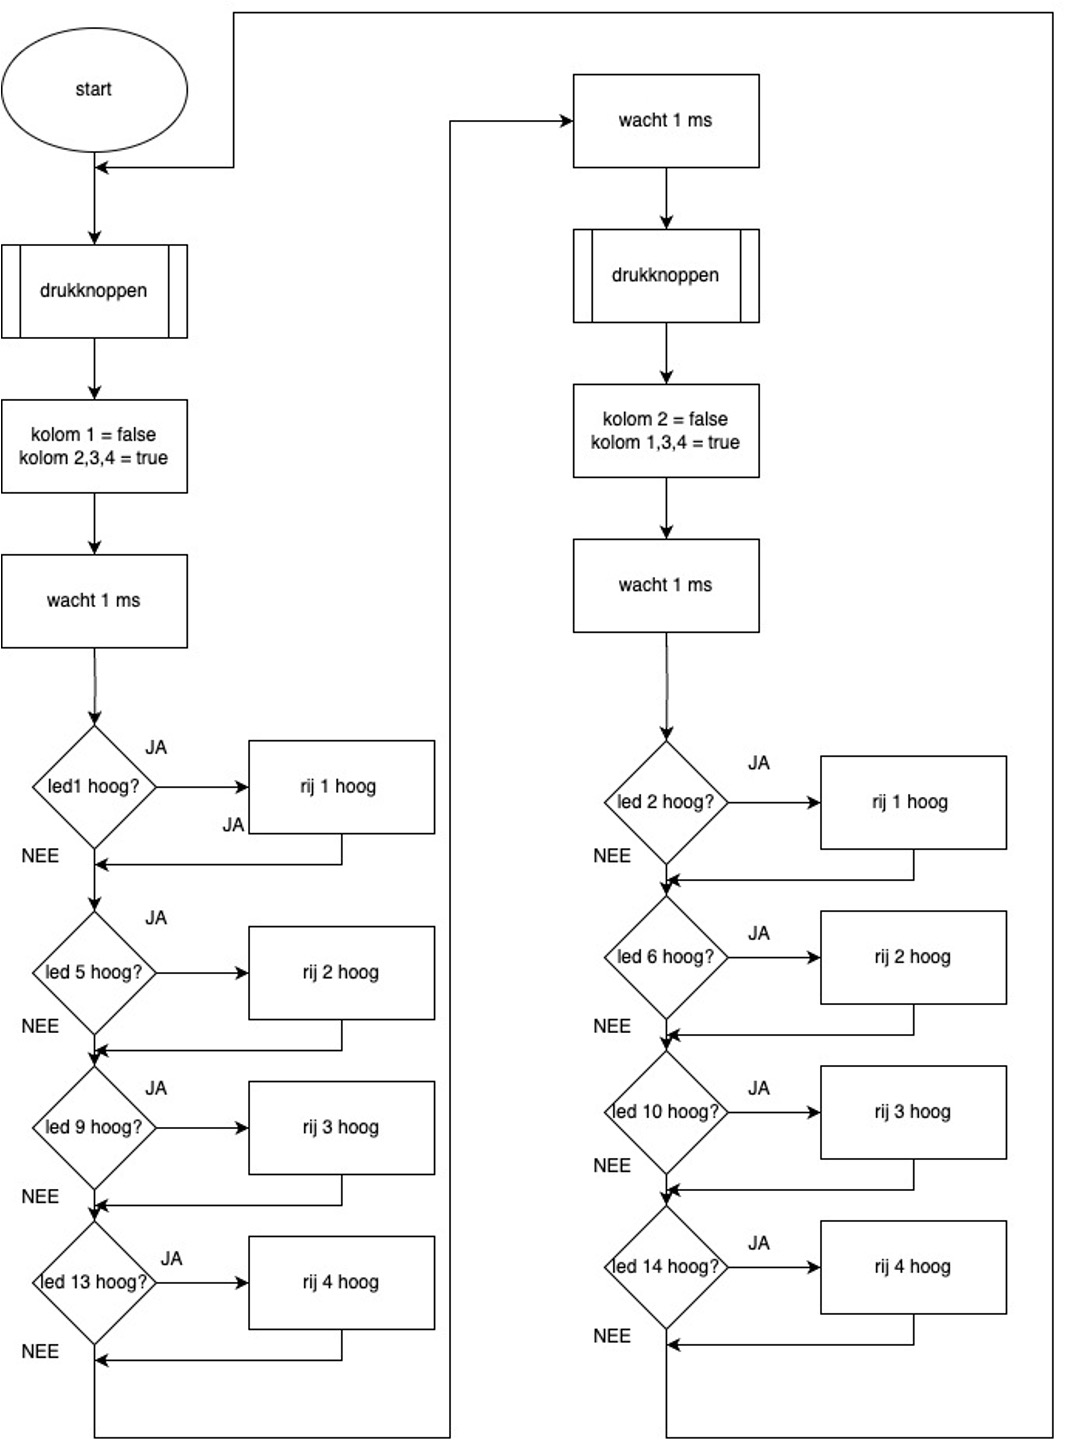 start
drukknoppen
kolom 1 = false
kolom 2,3,4 = true
wacht 1 ms
led1 hoog?
JA
rij 1 hoog
JA
NEE
led 5 hoog?
JA
rij 2 hoog
NEE
led 9 hoog?
JA
rij 3 hoog
NEE
led 13 hoog?
JA
rij 4 hoog
NEE
wacht 1 ms
drukknoppen
kolom 2 = false
kolom 1,3,4 = true
wacht 1 ms
led 2 hoog?
JA
rij 1 hoog
NEE
led 6 hoog?
JA
rij 2 hoog
NEE
led 10 hoog?
JA
rij 3 hoog
NEE
led 14 hoog?
JA
rij 4 hoog
NEE